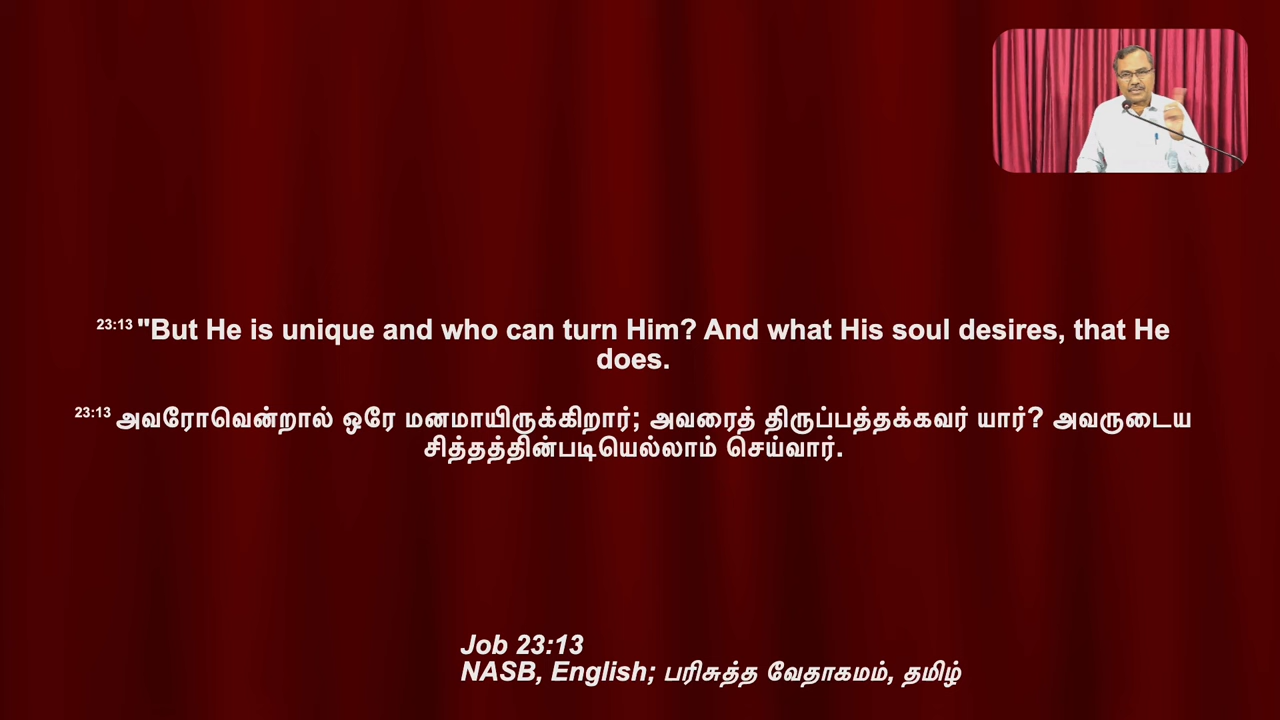 23:13 "But He is unique and who can turn Him? And what His soul desires, that He
does.
23:13 அவரோவென்றால் ஒரே மனமாயிருக்கிறார்; அவரைத் திருப்பத்தக்கவர் யார்? அவருடைய
சித்தத்தின்படியெல்லாம் செய்வார்.
Job 23:13
NASB, English; பரிசுத்த வேதாகமம், தமிழ்